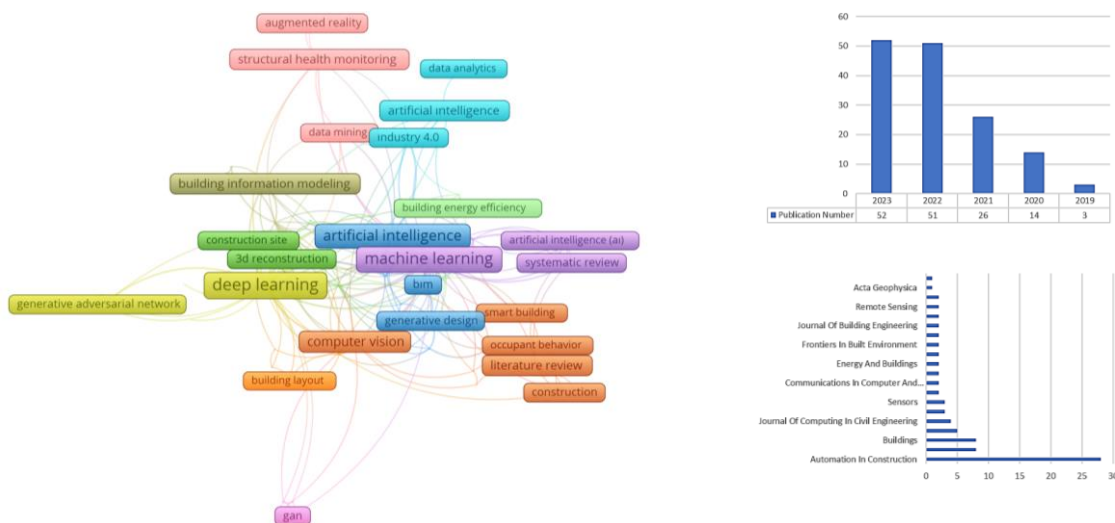 augmented reality
structural health monitoring
data analytics
artificial intelligence
data mining
industry 4.0
building information modeling
building energy efficiency
artificial intelligence
construction site
artificial intelligence (ai)
machine learning
3d reconstruction
systematic review
deep learning
bim
generative adversarial network
smart building
generative design
computer vision
occupant behavior
literature review
building layout
construction
gan
60
50
40
30
20
10
0
2023 2022 2021 2020 2019
Publication Number 52 51 26 14 3
Acta Geophysica
Remote Sensing
Journal Of Building Engineering
Frontiers In Built Environment
Energy And Buildings
Communications In Computer And...
Sensors
Journal Of Computing In Civil Engineering
Buildings
Automation In Construction
0 5 10 15 20 25